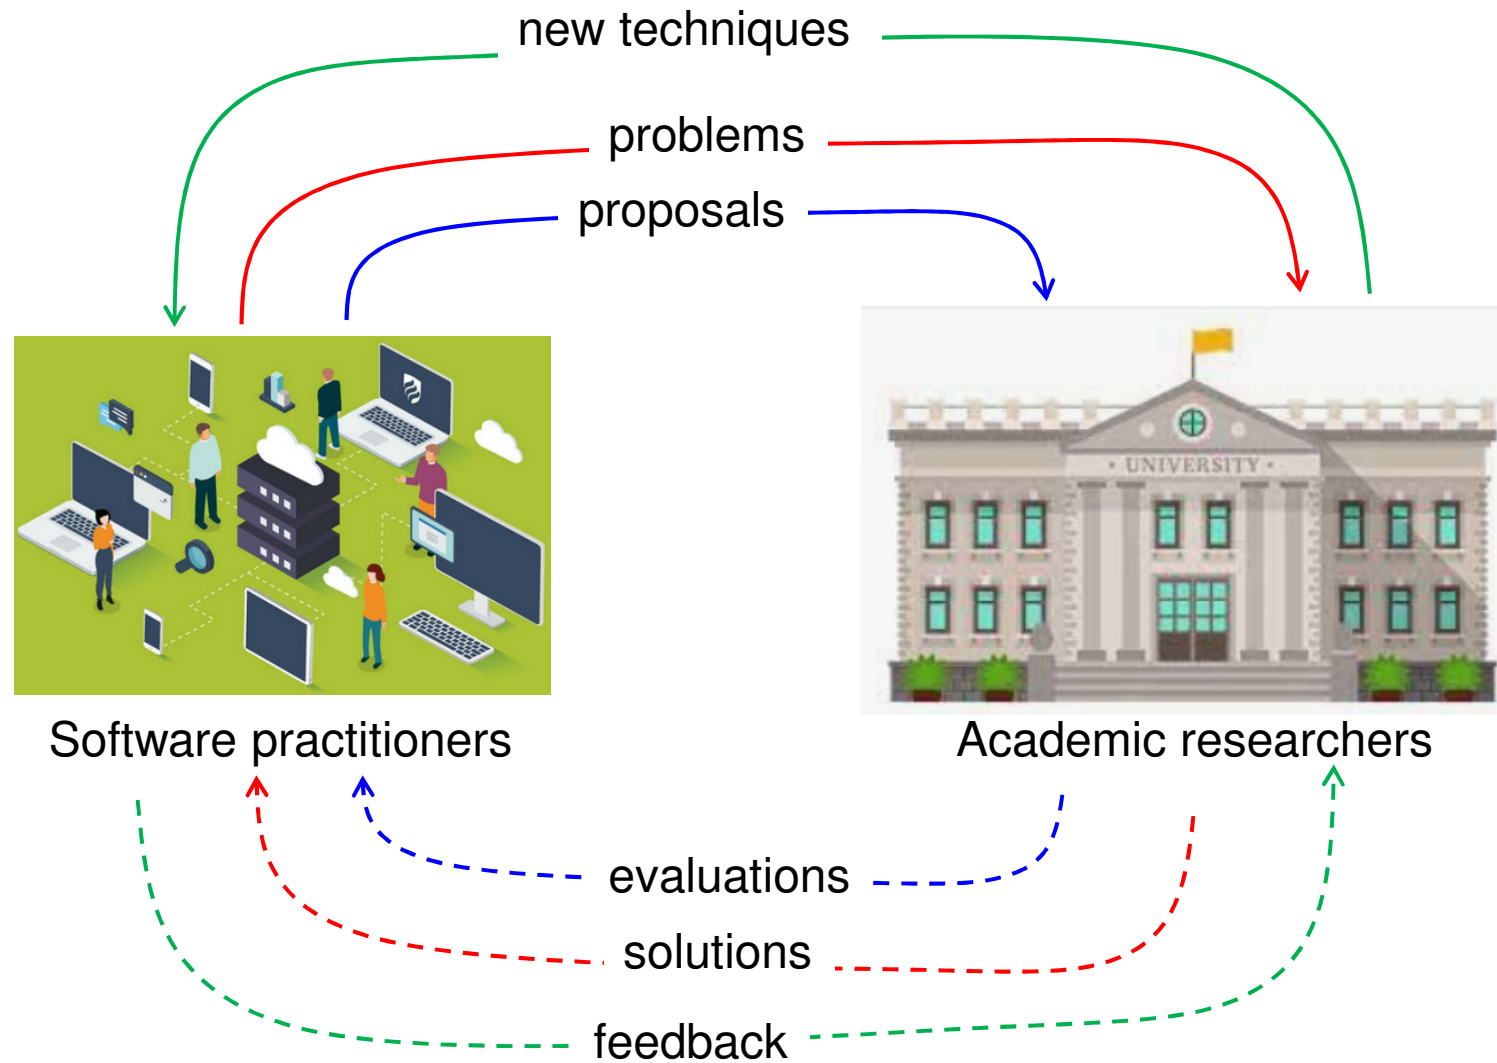 new techniques
problems
proposals
• UNIVERSITY •
Software practitioners
Academic researchers
evaluations
solutions
feedback